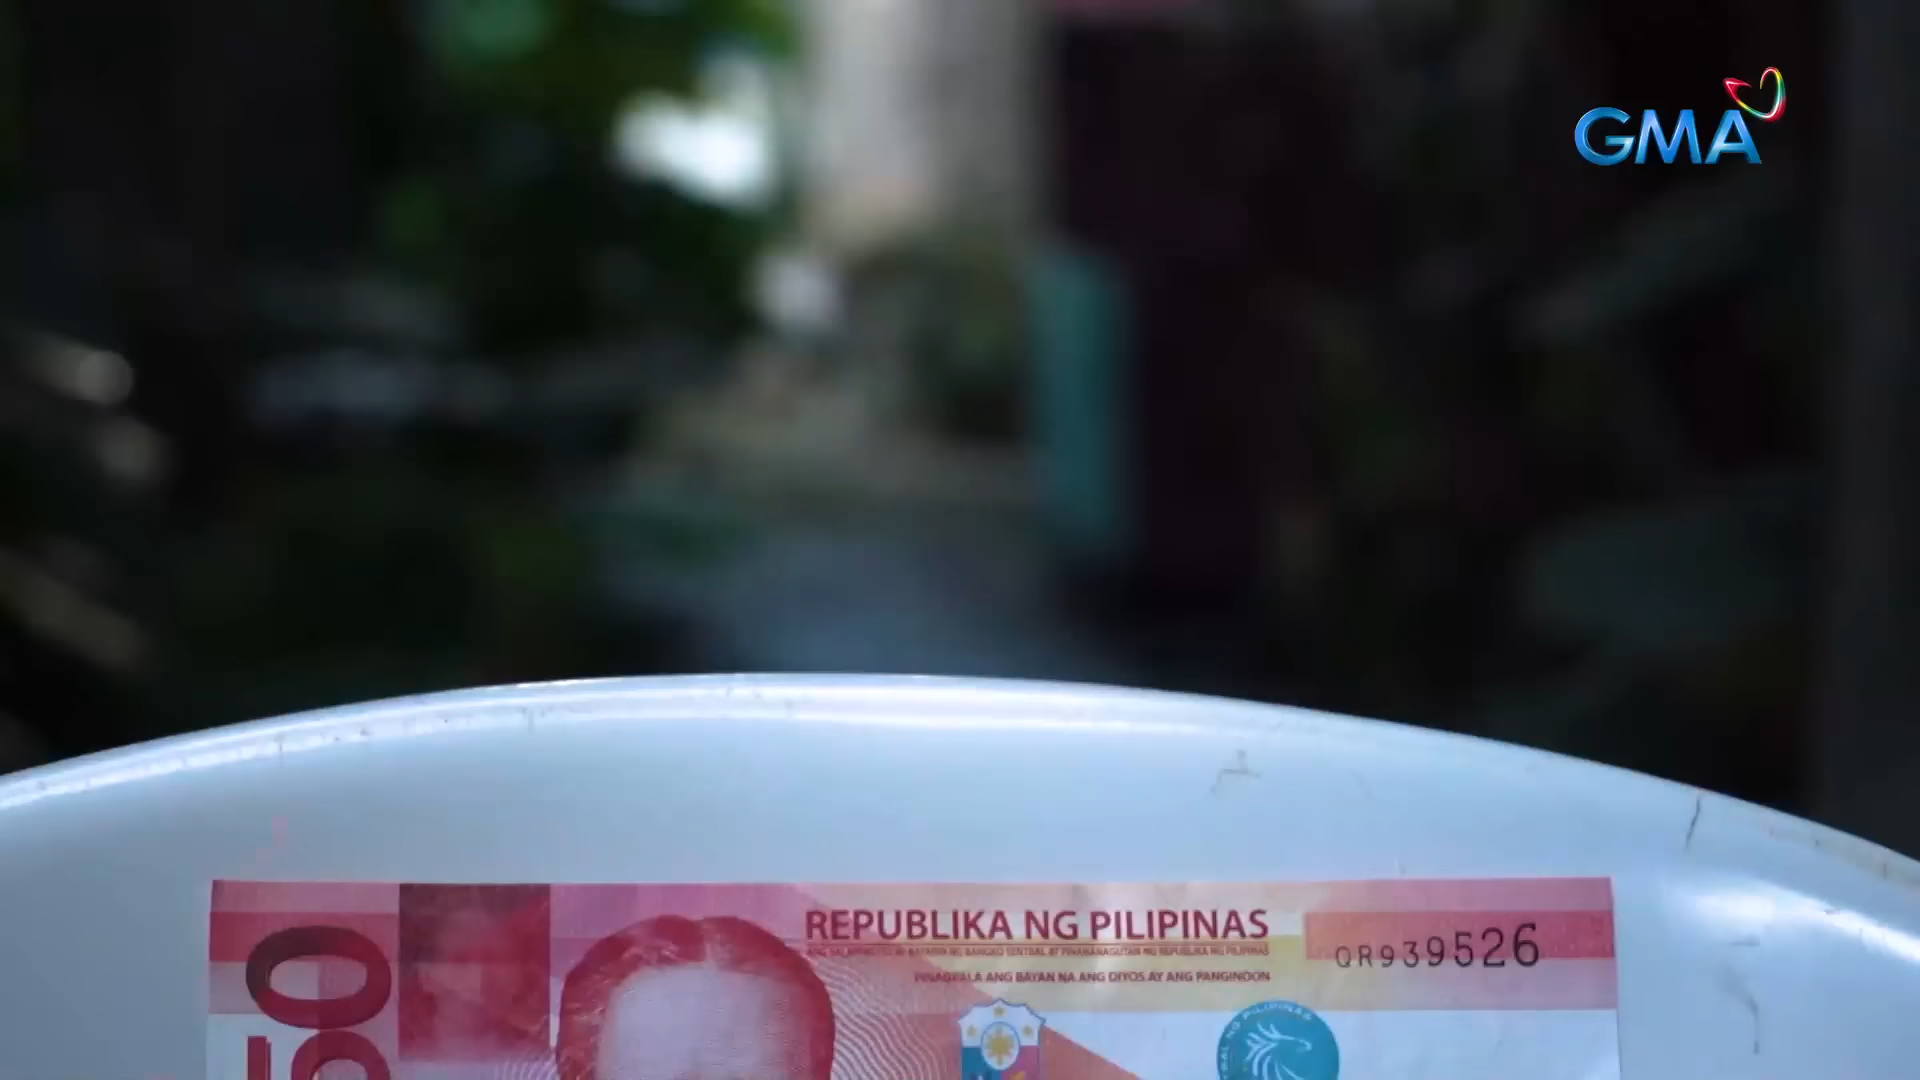 GMA
REPUBLIKA NG PILIPINAS
QR939526
PINAGPALA ANG BAYAN NA ANG DIYOS AY ANG PANGINOON
50